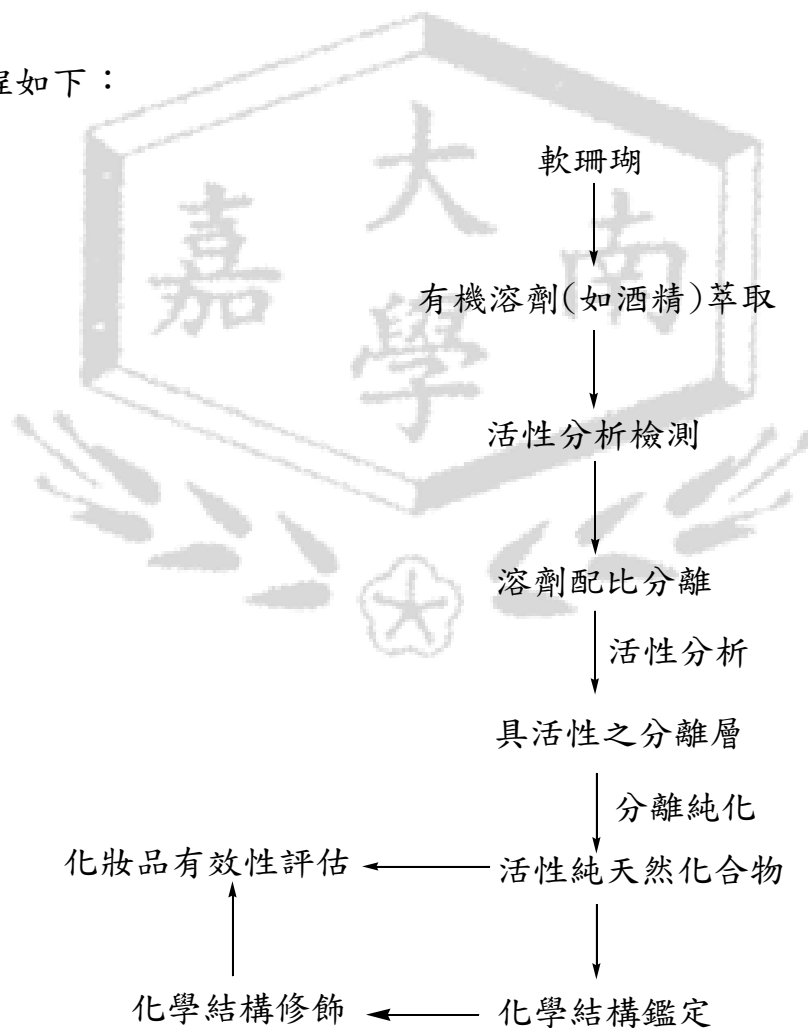 程如下：
軟珊瑚
有機溶劑(如酒精)萃取
活性分析檢測
溶劑配比分離
活性分析
具活性之分離層
分離純化
化妝品有效性評估
活性純天然化合物
化學結構修飾
化學結構鑑定
嘉
大
南
學